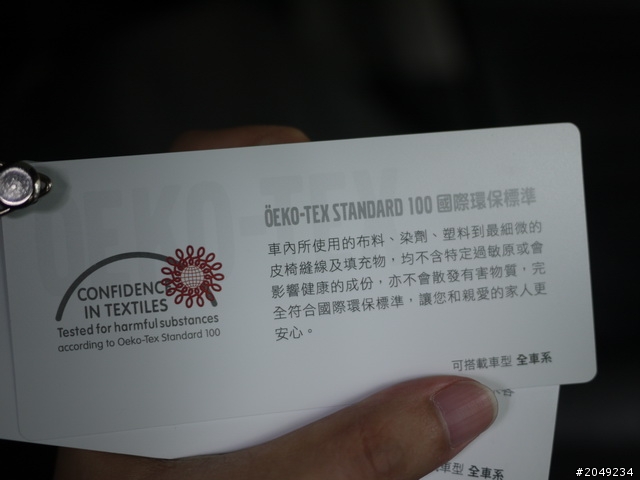 OEKO-TEX
ÖEKO-TEX STANDARD 100 國際環保標準
車內所使用的布料、染劑、塑料到最細微的
皮椅縫線及填充物,均不含特定過敏原或會
影響健康的成份,亦不會散發有害物質,完
全符合國際環保標準,讓您和親愛的家人更
安心。
CONFIDENC
IN TEXTILES
Tested for harmful substances
according to Oeko-Tex Standard 100
可搭載車型 全車系
車型 全車系
#2049234